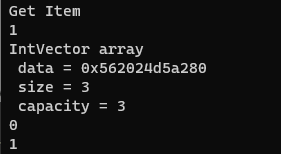 Get Item
1
IntVector array
 data = 0x562024d5a280
 size = 3
 capacity = 3
0
1